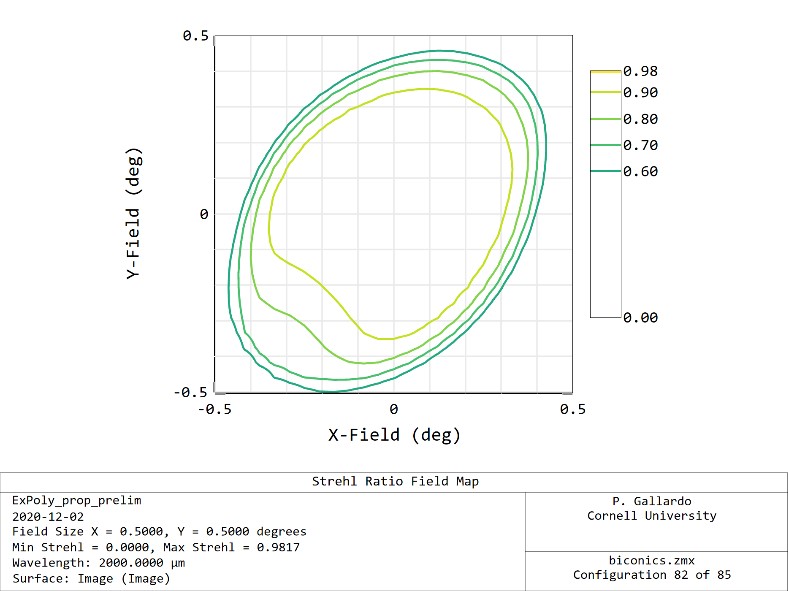 0.5
0
-0.5
Y-Field (deg)
-0.5
0
0.5
X-Field (deg)
0.98
0.90
0.80
0.70
0.60
0.00
Strehl Ratio Field Map
ExPoly_prop_prelim
2020-12-02
Field Size X = 0.5000, Y = 0.5000 degrees
Min Strehl = 0.0000, Max Strehl = 0.9817
Wavelength: 2000.0000 µm
Surface: Image (Image)
P. Gallardo
Cornell University
biconics.zmx
Configuration 82 of 85